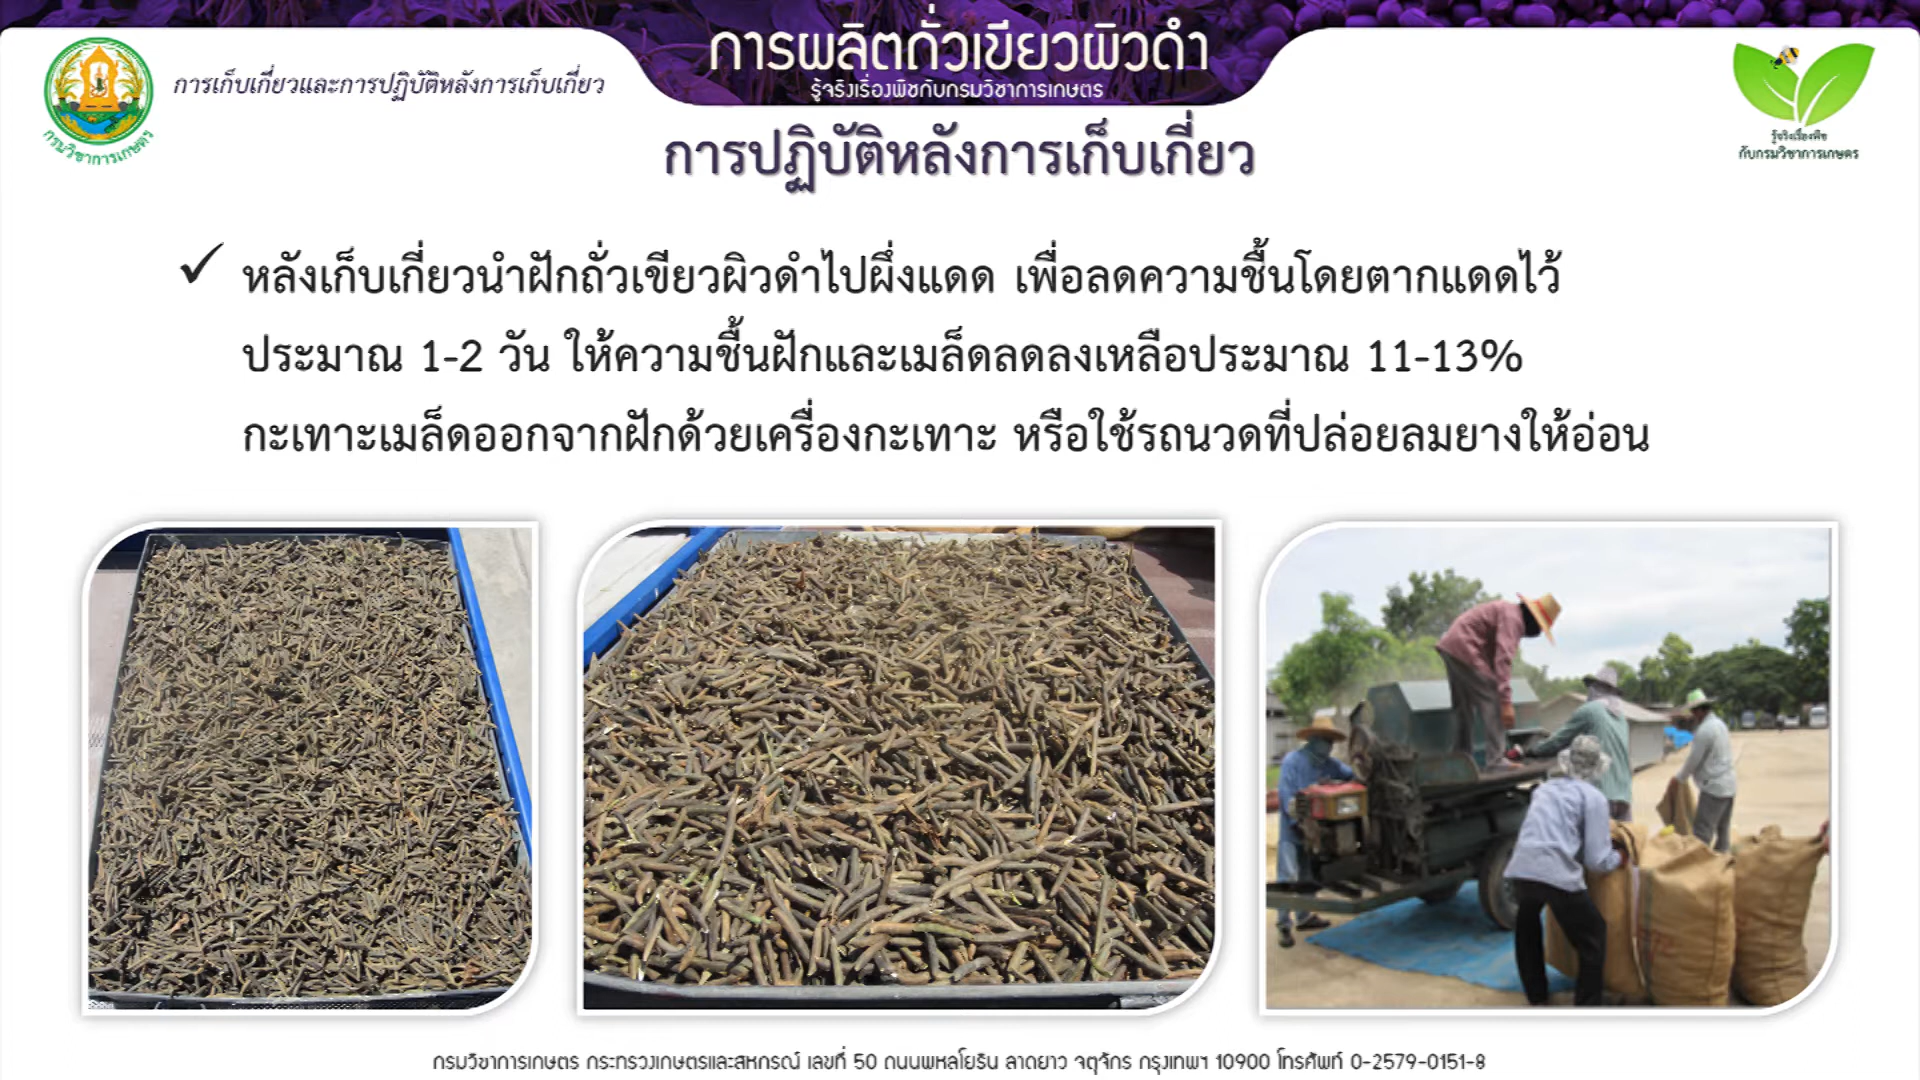 การผลิตถั่วเขียวผิวดำ
รู้จริงเรื่องพืชกับกรมวิชาการเกษตร
การเก็บเกี่ยวและการปฏิบัติหลังการเก็บเกี่ยว
กรมวิชาการเกษตร
รู้จริงเรื่องพืช
กับกรมวิชาการเกษตร
การปฏิบัติหลังการเก็บเกี่ยว
✓ หลังเก็บเกี่ยวนำฝักถั่วเขียวผิวดำไปผึ่งแดด เพื่อลดความชื้นโดยตากแดดไว้
ประมาณ 1-2 วัน ให้ความชื้นฝักและเมล็ดลดลงเหลือประมาณ 11-13%
กะเทาะเมล็ดออกจากฝักด้วยเครื่องกะเทาะ หรือใช้รถนวดที่ปล่อยลมยางให้อ่อน
กรมวิชาการเกษตร กระทรวงเกษตรและสหกรณ์ เลขที่ 50 ถนนพหลโยธิน ลาดยาว จตุจักร กรุงเทพฯ 10900 โทรศัพท์ 0-2579-0151-8